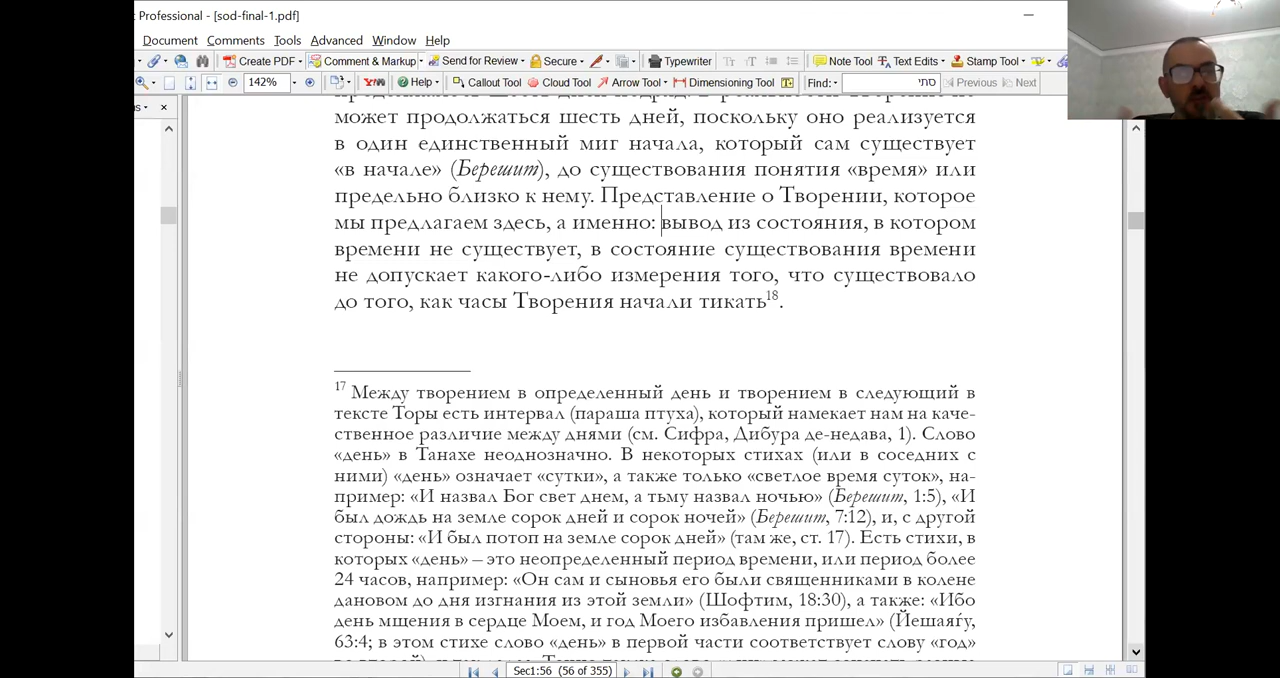 t Professional - [sod-final-1.pdf]
Document Comments Tools Advanced Window Help
Create PDF Comment & Markup Send for Review Secure Typewriter Note Tool Text Edits Stamp Tool
142% Help Callout Tool Cloud Tool Arrow Tool Dimensioning Tool Find: סתי Previous Next
может продолжаться шесть дней, поскольку оно реализуется
в один единственный миг начала, который сам существует
«в начале» (Берешит), до существования понятия «время» или
предельно близко к нему. Представление о Творении, которое
мы предлагаем здесь, а именно: вывод из состояния, в котором
времени не существует, в состояние существования времени
не допускает какого-либо измерения того, что существовало
до того, как часы Творения начали тикать18.
17 Между творением в определенный день и творением в следующий в
тексте Торы есть интервал (параша птуха), который намекает нам на каче-
ственное различие между днями (см. Сифра, Дибура де-недава, 1). Слово
«день» в Танахе неоднозначно. В некоторых стихах (или в соседних с
ними) «день» означает «сутки», а также только «светлое время суток», на-
пример: «И назвал Бог свет днем, а тьму назвал ночью» (Берешит, 1:5), «И
был дождь на земле сорок дней и сорок ночей» (Берешит, 7:12), и, с другой
стороны: «И был потоп на земле сорок дней» (там же, ст. 17). Есть стихи, в
которых «день» – это неопределенный период времени, или период более
24 часов, например: «Он сам и сыновья его были священниками в колене
дановом до дня изгнания из этой земли» (Шофтим, 18:30), а также: «Ибо
день мщения в сердце Моем, и год Моего избавления пришел» (Йешаяѓу,
63:4; в этом стихе слово «день» в первой части соответствует слову «год»
Sec1:56 (56 of 355)